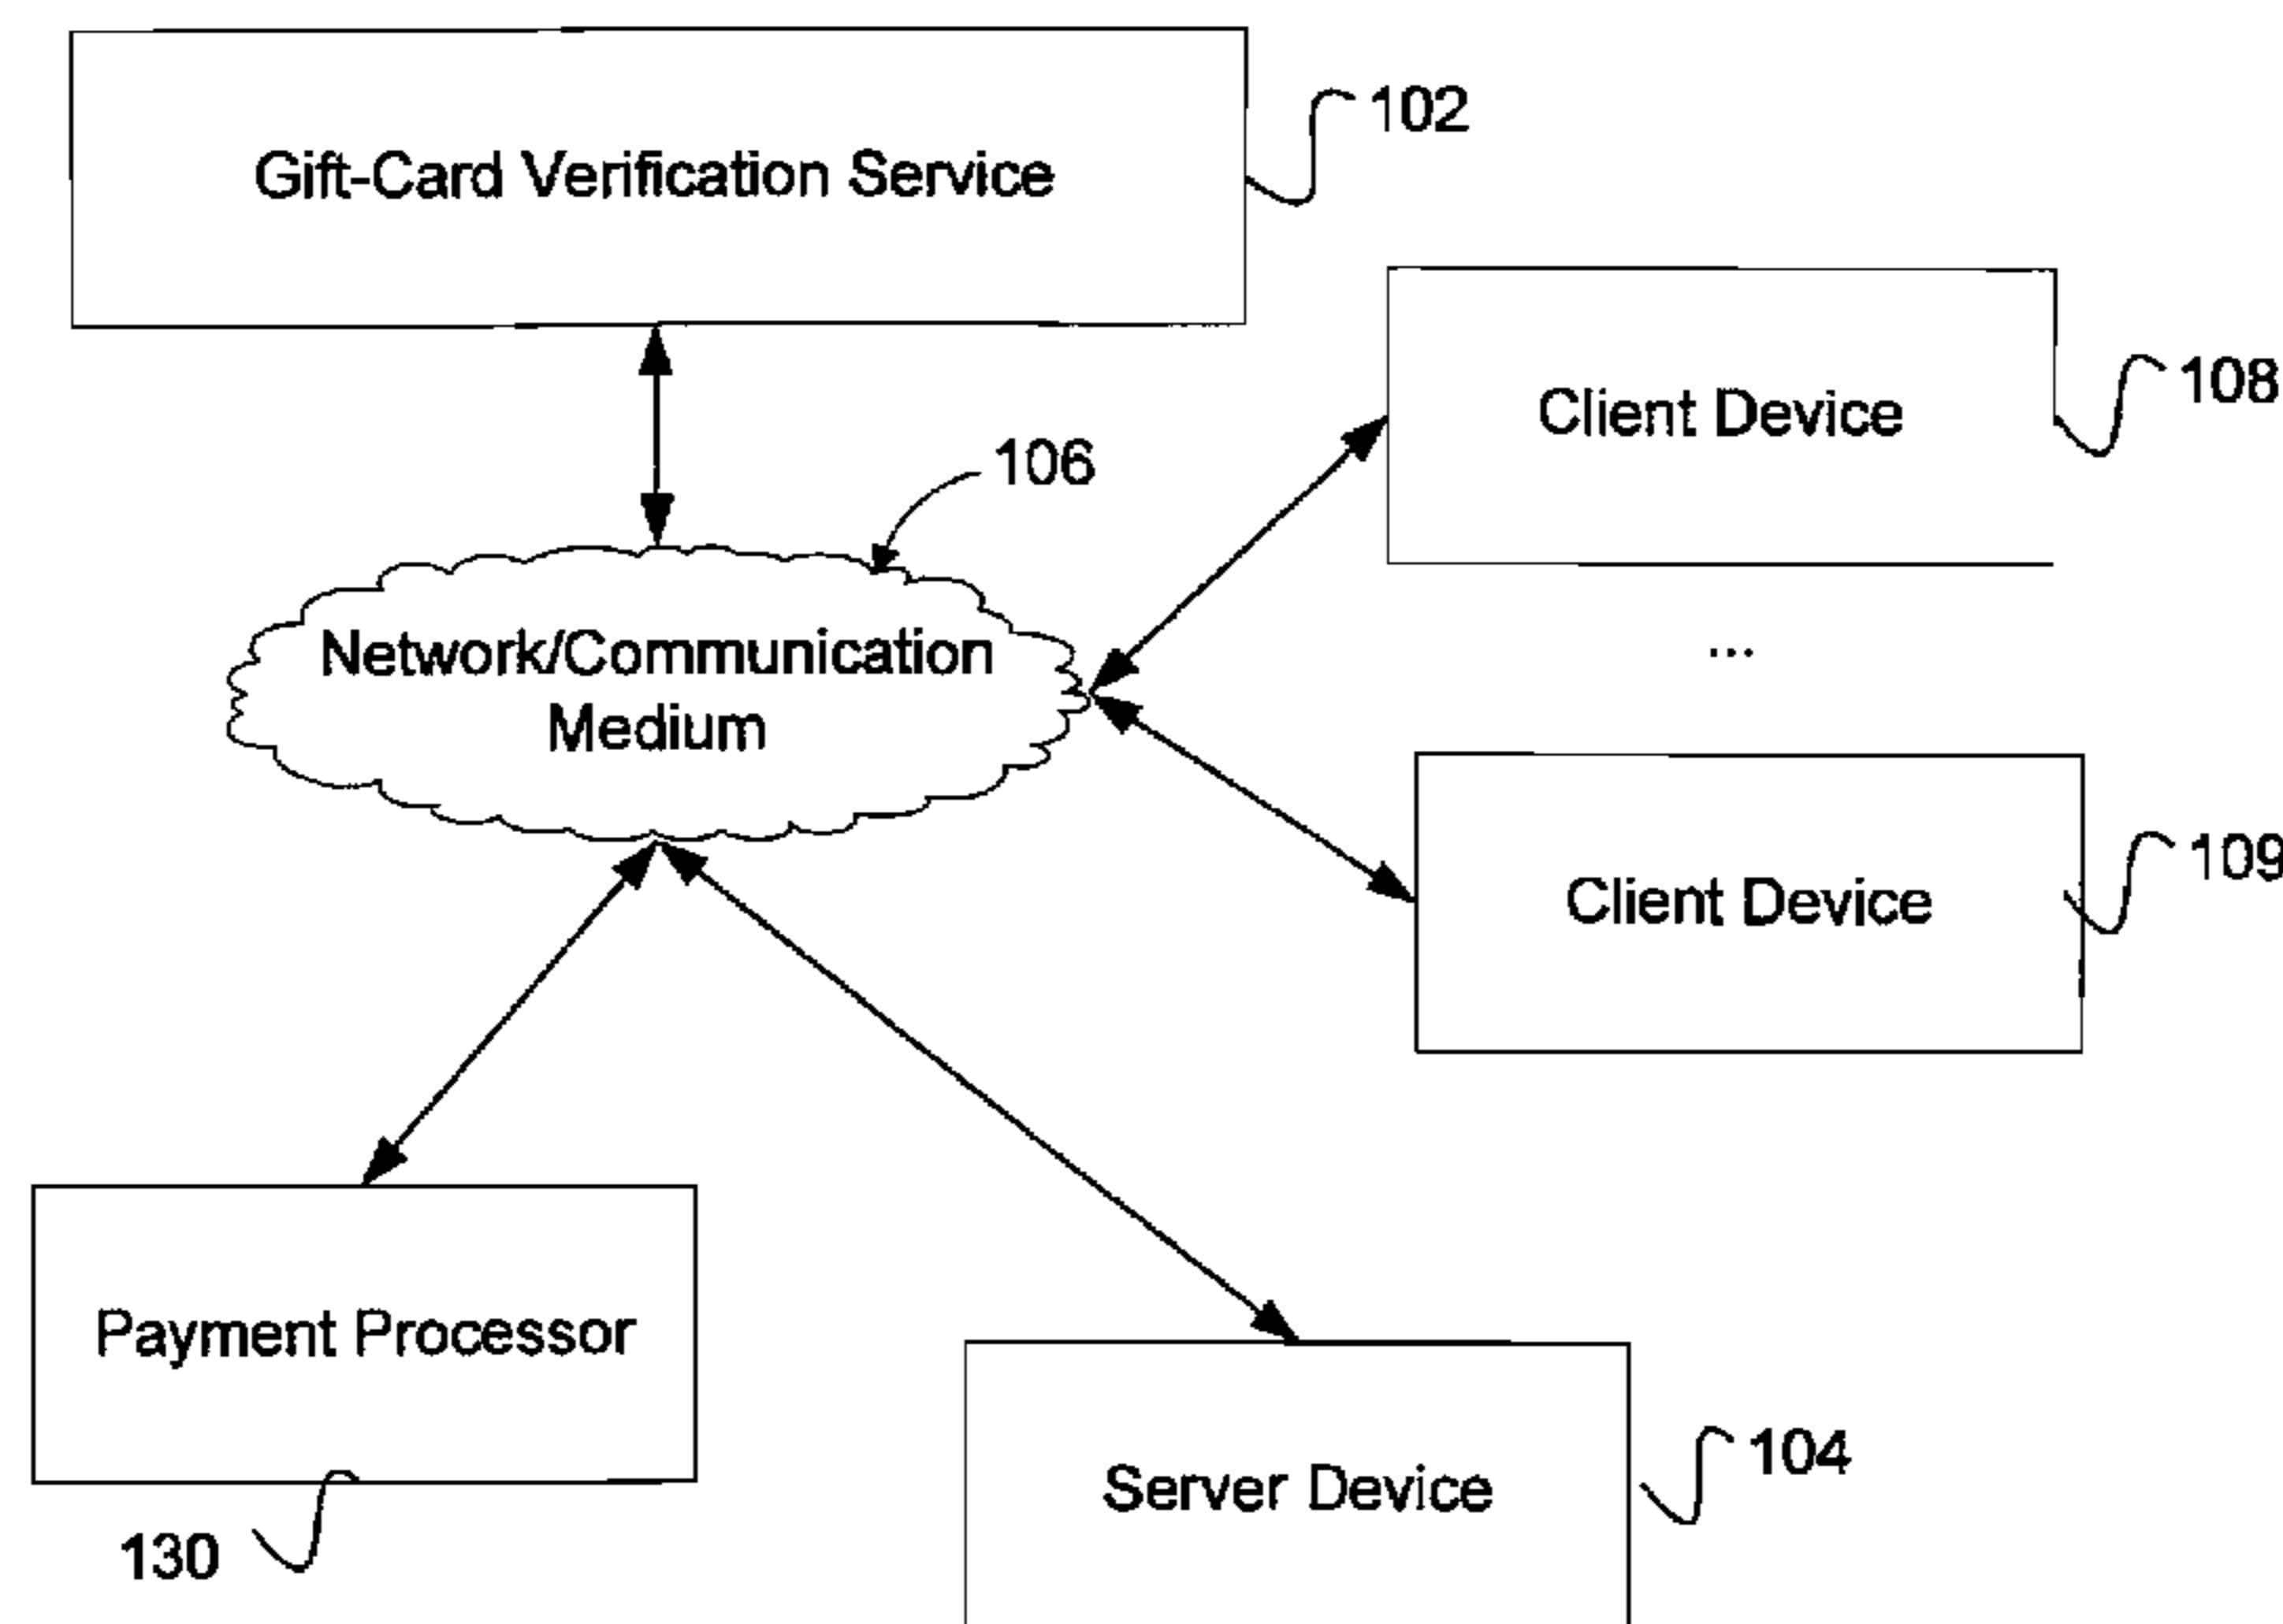 Gift-Card Verification Service
102
Client Device
108
106
Network/Communication
Medium
...
Client Device
109
Payment Processor
130
Server Device
104